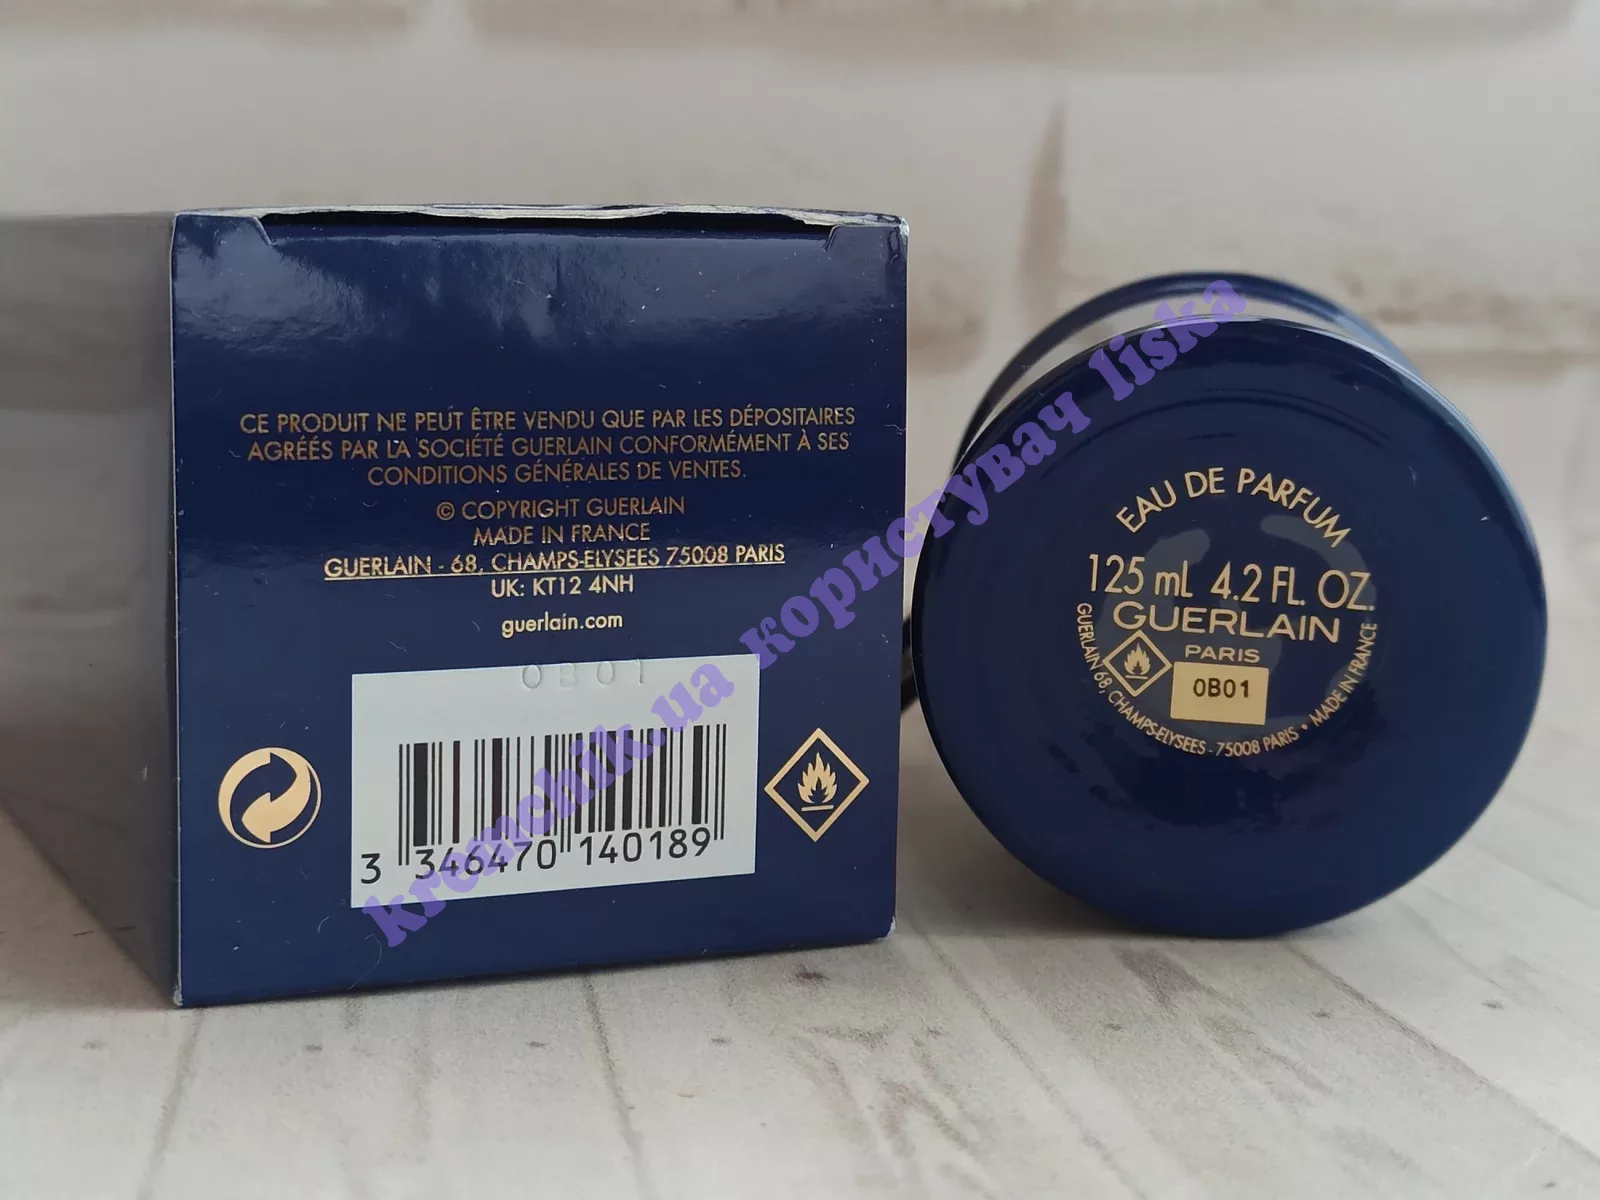 CE PRODUIT NE PEUT ÊTRE VENDU QUE PAR LES DÉPOSITAIRES
AGRÉÉS PAR LA SOCIÉTÉ GUERLAIN CONFORMÉMENT À SES
CONDITIONS GÉNÉRALES DE VENTES.
© COPYRIGHT GUERLAIN
MADE IN FRANCE
GUERLAIN - 68, CHAMPS-ELYSEES 75008 PARIS
UK: KT12 4NH
guerlain.com
0B01
3 346470 140189
EAU DE PARFUM
125 mL 4.2 FL. OZ.
GUERLAIN
PARIS
0B01
GUERLAIN 68, CHAMPS-ELYSEES - 75008 PARIS • MADE IN FRANCE
kremchik.ua користувач liska